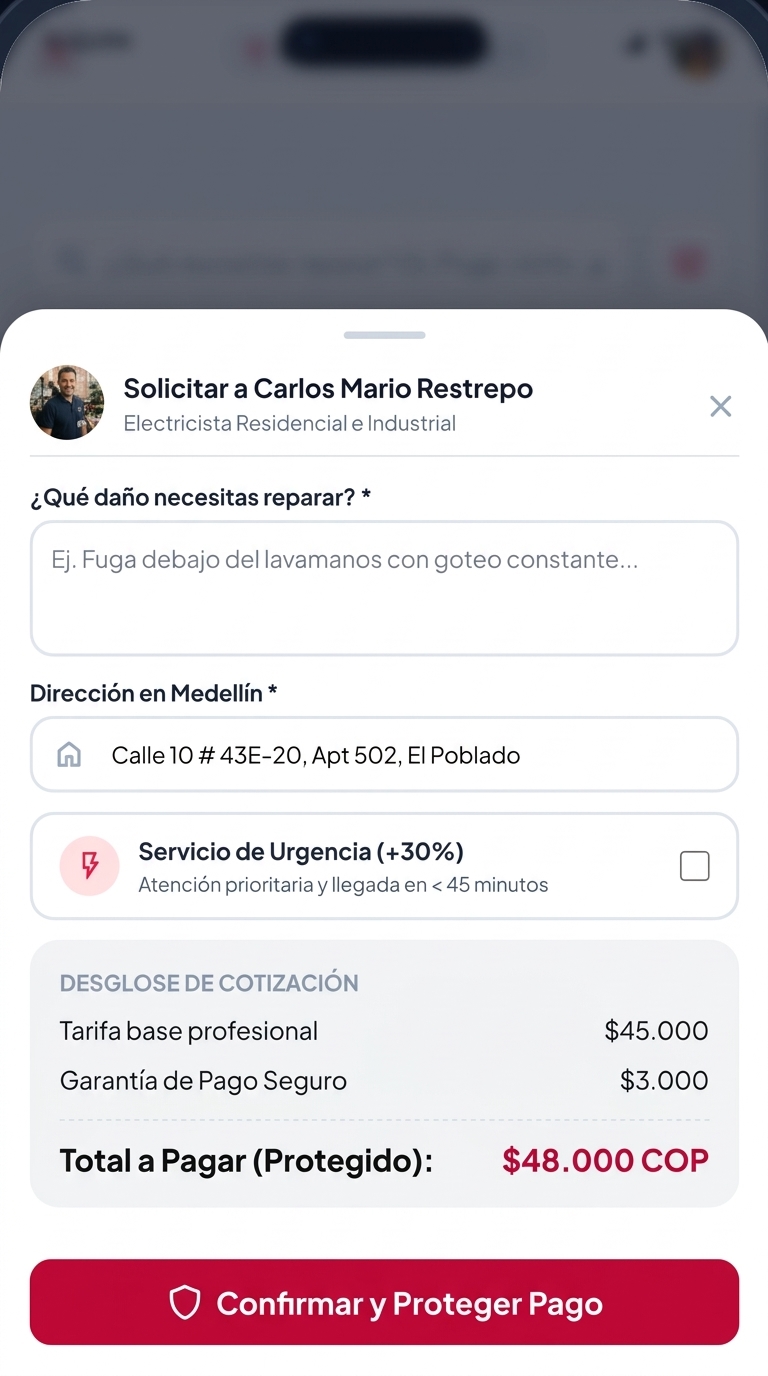 Solicitar a Carlos Mario Restrepo
Electricista Residencial e Industrial
¿Qué daño necesitas reparar? *
Ej. Fuga debajo del lavamanos con goteo constante...
Dirección en Medellín *
Calle 10 # 43E-20, Apt 502, El Poblado
Servicio de Urgencia (+30%)
Atención prioritaria y llegada en < 45 minutos
DESGLOSE DE COTIZACIÓN
Tarifa base profesional $45.000
Garantía de Pago Seguro $3.000
Total a Pagar (Protegido): $48.000 COP
Confirmar y Proteger Pago